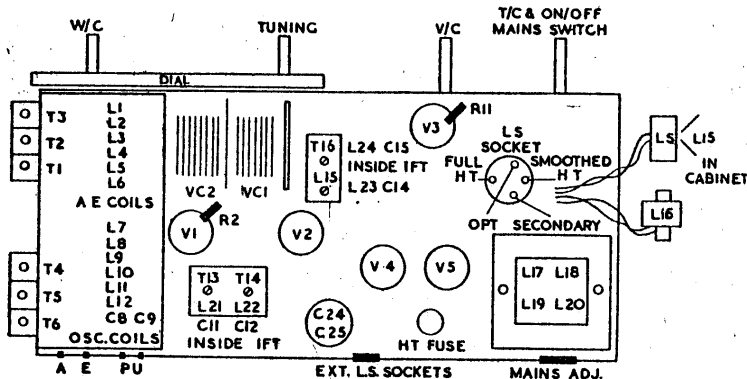 W/C
TUNING
V/C
T/C & ON/OFF
MAINS SWITCH
DIAL
T3
T2
T1
L1
L2
L3
L4
L5
L6
A E COILS
L7
L8
L9
L10
L11
L12
C8 C9
OSC. COILS
T4
T5
T6
VC2
VC1
R2
V1
V2
T16
L15
L24 C15
INSIDE IFT
L23 C14
V3
R11
LS
SOCKET
FULL
HT
SMOOTHED
HT
OPT SECONDARY
LS
L15
IN
CABINET
L16
V4
V5
L17 L18
L19 L20
T13 T14
L21 L22
C11 C12
INSIDE IFT
C24
C25
HT FUSE
A E PU
EXT. L.S. SOCKETS
MAINS ADJ.